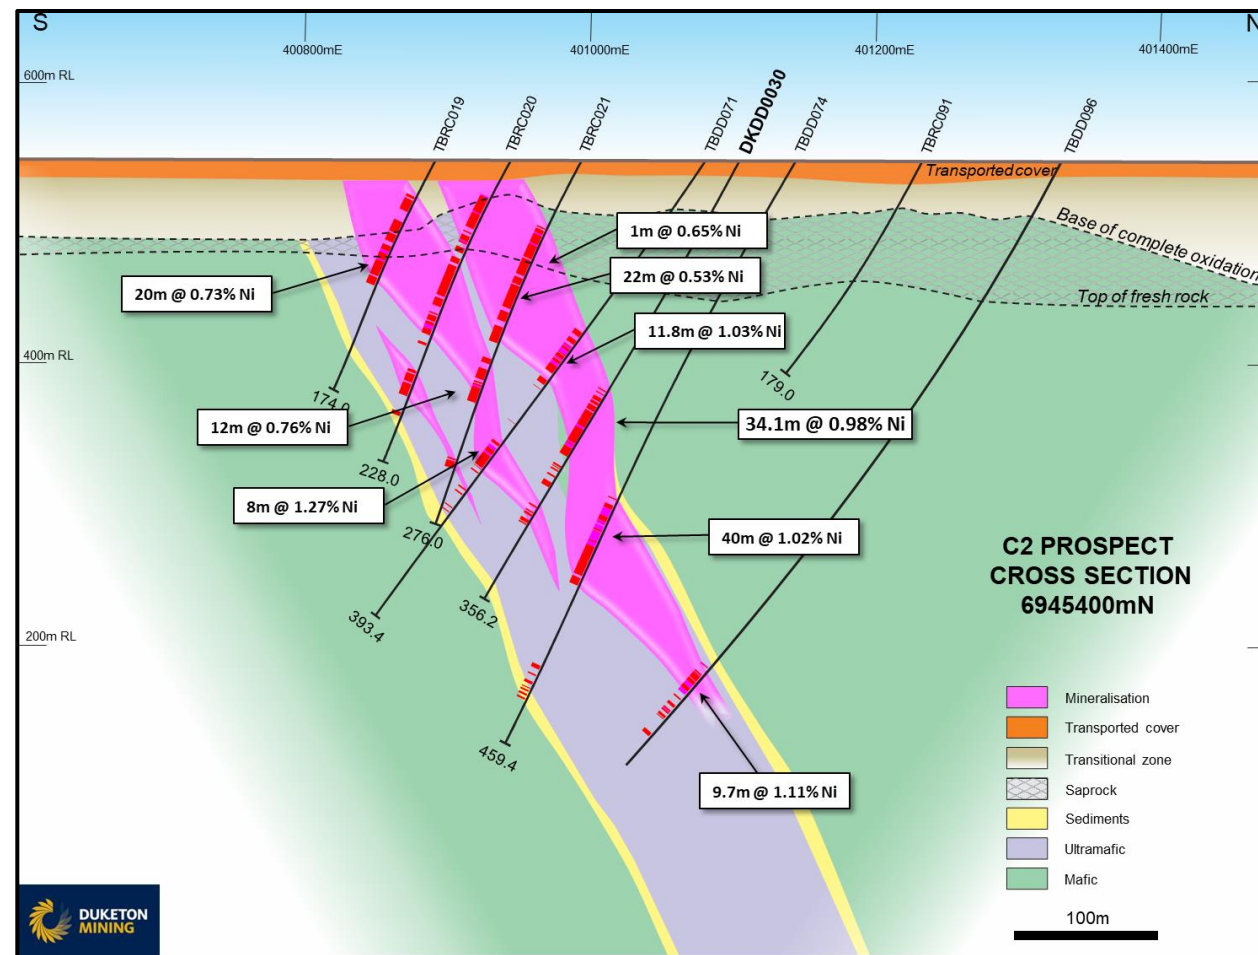 S
N
400800mE
401000mE
401200mE
401400mE
600m RL
TBRC019
TBRC020
TBRC021
TBDD071
DKDD0030
TBDD074
TBRC091
TBDD096
Transported cover
Base of complete oxidation
Top of fresh rock
1m @ 0.65% Ni
22m @ 0.53% Ni
20m @ 0.73% Ni
11.8m @ 1.03% Ni
400m RL
179.0
174.0
12m @ 0.76% Ni
34.1m @ 0.98% Ni
228.0
8m @ 1.27% Ni
276.0
40m @ 1.02% Ni
393.4
356.2
200m RL
459.4
9.7m @ 1.11% Ni
C2 PROSPECT
CROSS SECTION
6945400mN
Mineralisation
Transported cover
Transitional zone
Saprock
Sediments
Ultramafic
Mafic
100m
DUKETON
MINING